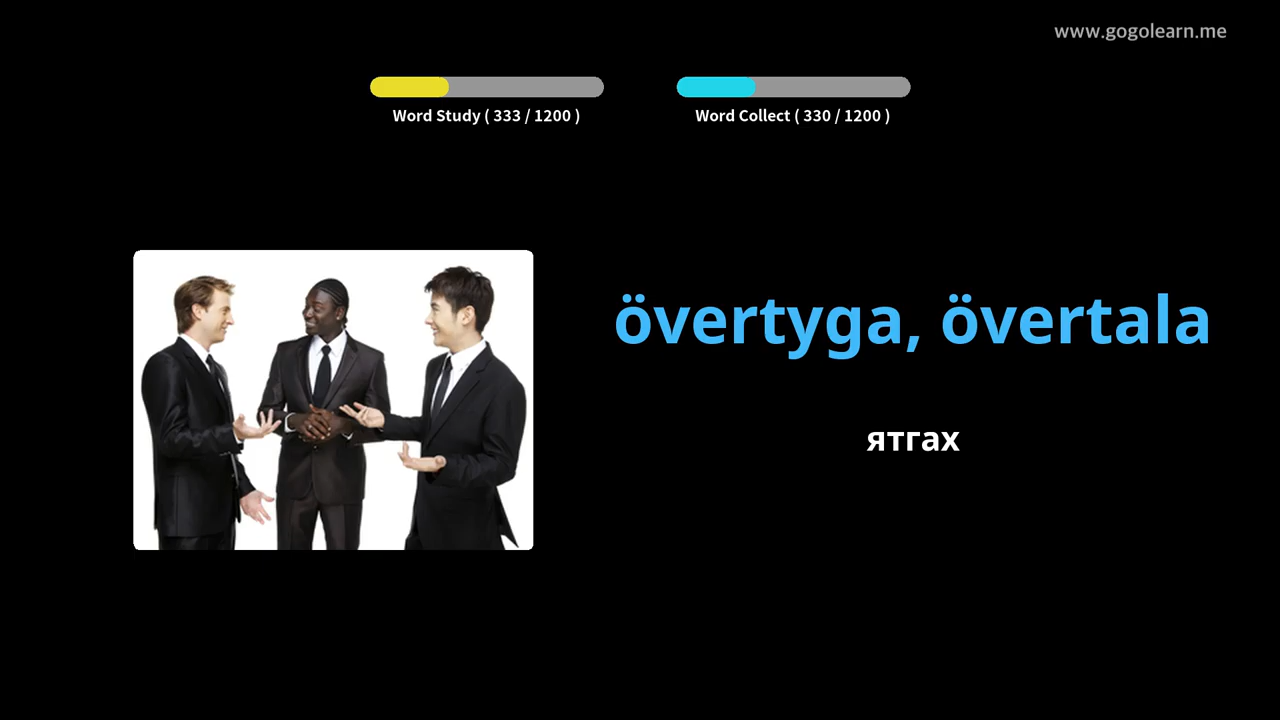 www.gogolearn.me
Word Study ( 333 / 1200 )
Word Collect ( 330 / 1200 )
övertyga, övertala
ятгах